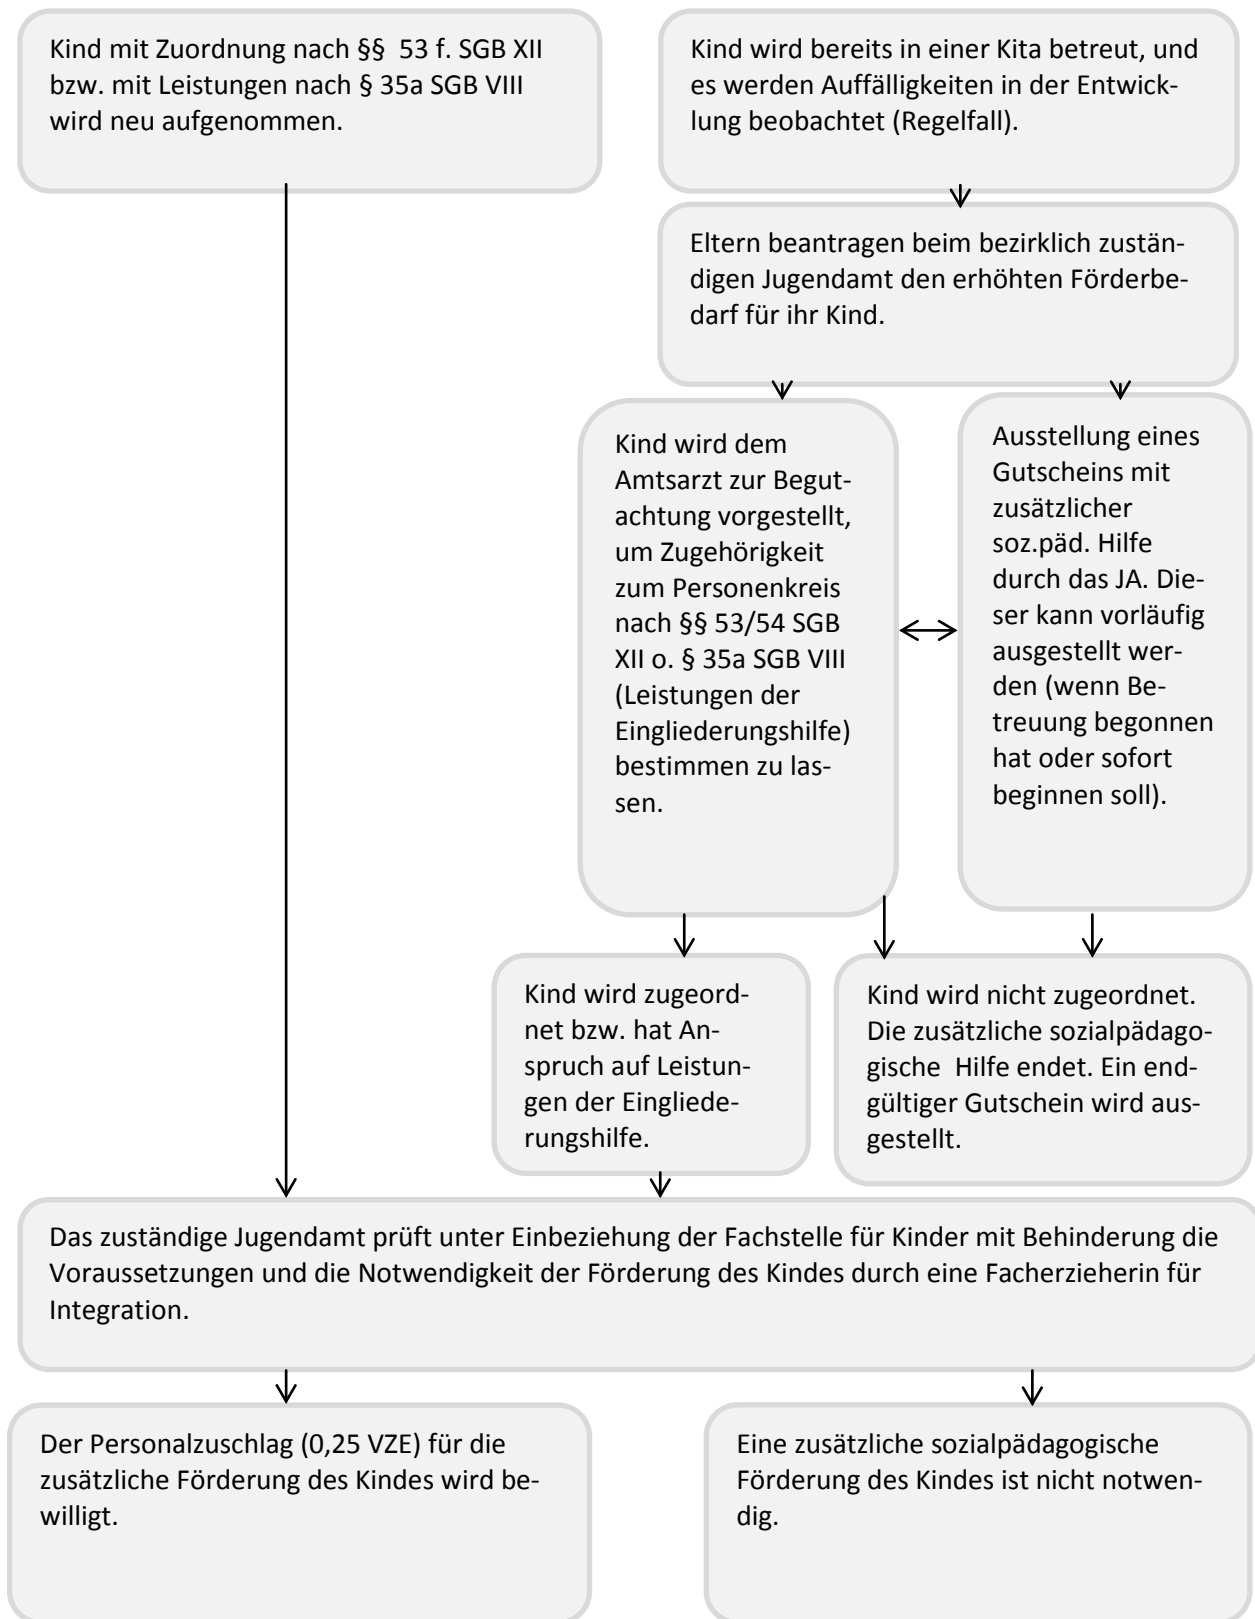 Kind mit Zuordnung nach §§  53 f. SGB XII
bzw. mit Leistungen nach § 35a SGB VIII
wird neu aufgenommen.
Kind wird bereits in einer Kita betreut, und
es werden Auffälligkeiten in der Entwick-
lung beobachtet (Regelfall).
Eltern beantragen beim bezirklich zustän-
digen Jugendamt den erhöhten Förderbe-
darf für ihr Kind.
Kind wird dem
Amtsarzt zur Begut-
achtung vorgestellt,
um Zugehörigkeit
zum Personenkreis
nach §§ 53/54 SGB
XII o. § 35a SGB VIII
(Leistungen der
Eingliederungshilfe)
bestimmen zu las-
sen.
Ausstellung eines
Gutscheins mit
zusätzlicher
soz.päd. Hilfe
durch das JA. Die-
ser kann vorläufig
ausgestellt wer-
den (wenn Be-
treuung begonnen
hat oder sofort
beginnen soll).
Kind wird zugeord-
net bzw. hat An-
spruch auf Leistun-
gen der Eingliede-
rungshilfe.
Kind wird nicht zugeordnet.
Die zusätzliche sozialpädago-
gische  Hilfe endet. Ein end-
gültiger Gutschein wird aus-
gestellt.
Das zuständige Jugendamt prüft unter Einbeziehung der Fachstelle für Kinder mit Behinderung die
Voraussetzungen und die Notwendigkeit der Förderung des Kindes durch eine Facherzieherin für
Integration.
Der Personalzuschlag (0,25 VZE) für die
zusätzliche Förderung des Kindes wird be-
willigt.
Eine zusätzliche sozialpädagogische
Förderung des Kindes ist nicht notwen-
dig.